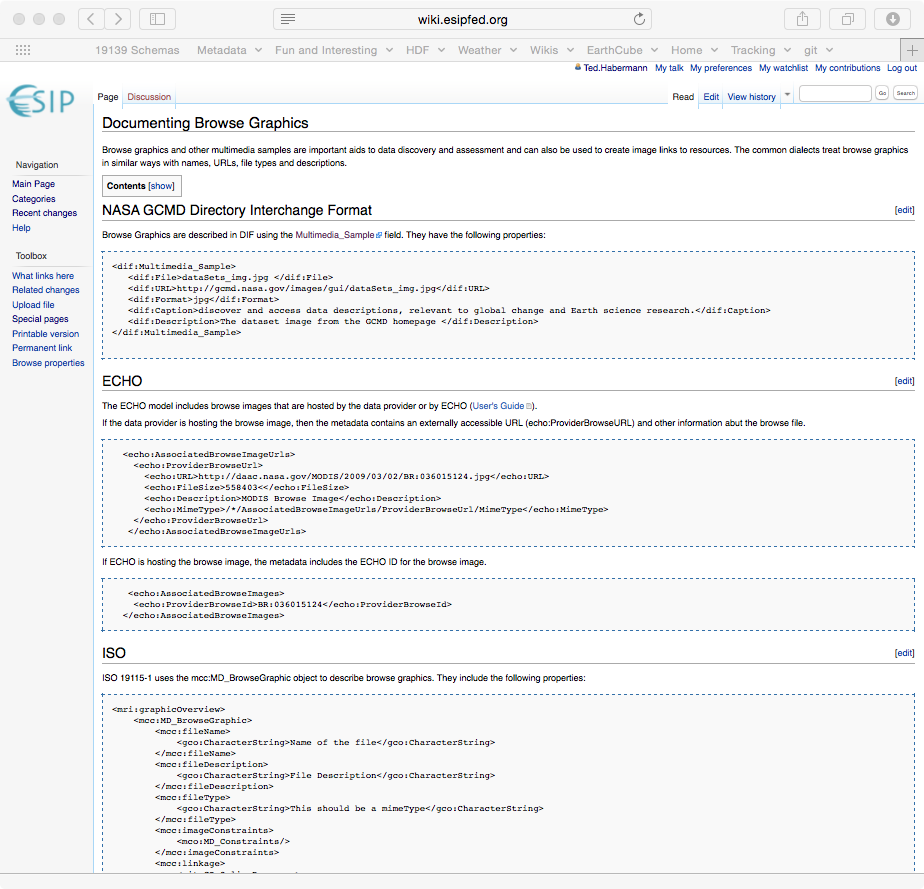 wiki.esipfed.org
19139 Schemas Metadata Fun and Interesting HDF Weather Wikis EarthCube Home Tracking git
Ted.Habermann My talk My preferences My watchlist My contributions Log out
ESIP
Page Discussion Read Edit View history Go Search
Documenting Browse Graphics
Browse graphics and other multimedia samples are important aids to data discovery and assessment and can also be used to create image links to resources. The common dialects treat browse graphics
in similar ways with names, URLs, file types and descriptions.
Contents [show]
Navigation
Main Page
Categories
Recent changes
Help
Toolbox
What links here
Related changes
Upload file
Special pages
Printable version
Permanent link
Browse properties
NASA GCMD Directory Interchange Format [edit]
Browse Graphics are described in DIF using the Multimedia_Sample field. They have the following properties:
<dif:Multimedia_Sample>
<dif:File>dataSets_img.jpg </dif:File>
<dif:URL>http://gcmd.nasa.gov/images/gui/dataSets_img.jpg</dif:URL>
<dif:Format>jpg</dif:Format>
<dif:Caption>discover and access data descriptions, relevant to global change and Earth science research.</dif:Caption>
<dif:Description>The dataset image from the GCMD homepage </dif:Description>
</dif:Multimedia_Sample>
ECHO [edit]
The ECHO model includes browse images that are hosted by the data provider or by ECHO (User's Guide).
If the data provider is hosting the browse image, then the metadata contains an externally accessible URL (echo:ProviderBrowseURL) and other information abut the browse file.
<echo:AssociatedBrowseImageUrls>
<echo:ProviderBrowseUrl>
<echo:URL>http://daac.nasa.gov/MODIS/2009/03/02/BR:036015124.jpg</echo:URL>
<echo:FileSize>558403<</echo:FileSize>
<echo:Description>MODIS Browse Image</echo:Description>
<echo:MimeType>/*/AssociatedBrowseImageUrls/ProviderBrowseUrl/MimeType</echo:MimeType>
</echo:ProviderBrowseUrl>
</echo:AssociatedBrowseImageUrls>
If ECHO is hosting the browse image, the metadata includes the ECHO ID for the browse image.
<echo:AssociatedBrowseImages>
<echo:ProviderBrowseId>BR:036015124</echo:ProviderBrowseId>
</echo:AssociatedBrowseImages>
ISO [edit]
ISO 19115-1 uses the mcc:MD_BrowseGraphic object to describe browse graphics. They include the following properties:
<mri:graphicOverview>
<mcc:MD_BrowseGraphic>
<mcc:fileName>
<gco:CharacterString>Name of the file</gco:CharacterString>
</mcc:fileName>
<mcc:fileDescription>
<gco:CharacterString>File Description</gco:CharacterString>
</mcc:fileDescription>
<mcc:fileType>
<gco:CharacterString>This should be a mimeType</gco:CharacterString>
</mcc:fileType>
<mcc:imageConstraints>
<mco:MD_Constraints/>
</mcc:imageConstraints>
<mcc:linkage>